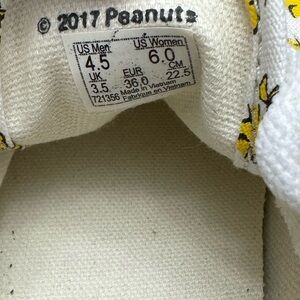 © 2017 Peanuts
US Men US Women
4.5 6.0
UK EUR CM
3.5 36.0 22.5
721356 Made in Vietnam
Fabriqué en Vietnam